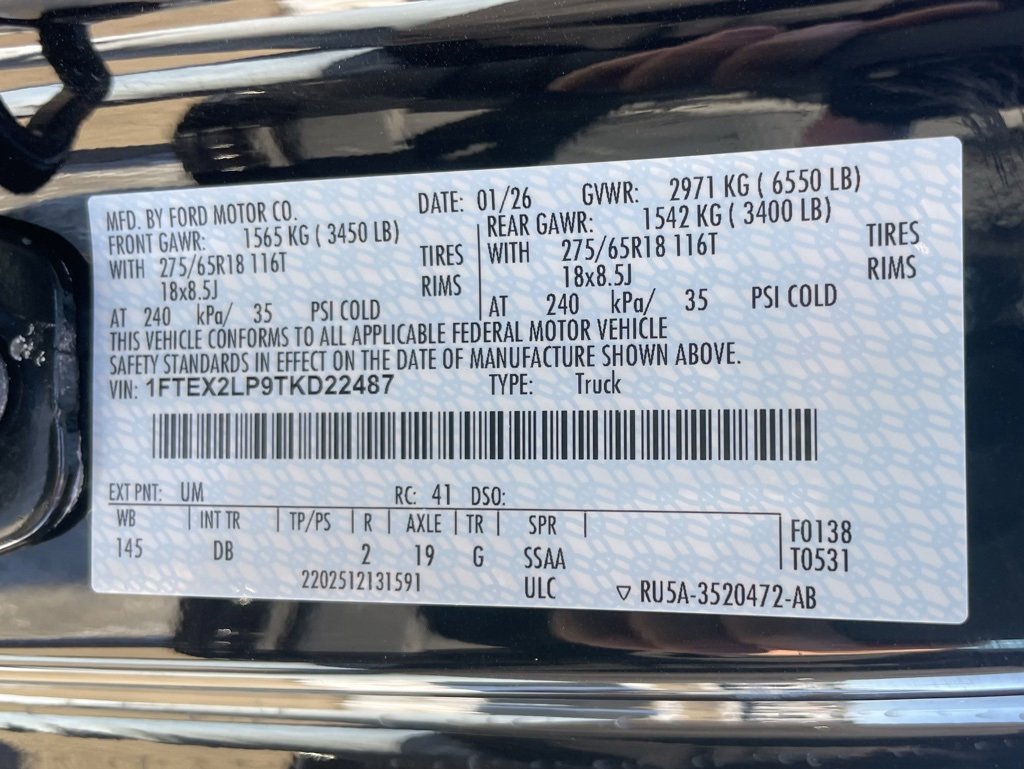 MFD. BY FORD MOTOR CO. DATE: 01/26 GVWR: 2971 KG ( 6550 LB)
FRONT GAWR: 1565 KG ( 3450 LB) REAR GAWR: 1542 KG ( 3400 LB)
WITH 275/65R18 116T TIRES WITH 275/65R18 116T TIRES
18x8.5J RIMS 18x8.5J RIMS
AT 240 kPa/ 35 PSI COLD AT 240 kPa/ 35 PSI COLD
THIS VEHICLE CONFORMS TO ALL APPLICABLE FEDERAL MOTOR VEHICLE
SAFETY STANDARDS IN EFFECT ON THE DATE OF MANUFACTURE SHOWN ABOVE.
VIN: 1FTEX2LP9TKD22487 TYPE: Truck
EXT PNT: UM RC: 41 DSO:
WB INT TR TP/PS R AXLE TR SPR F0138
145 DB 2 19 G SSAA T0531
2202512131591 ULC ▽ RU5A-3520472-AB